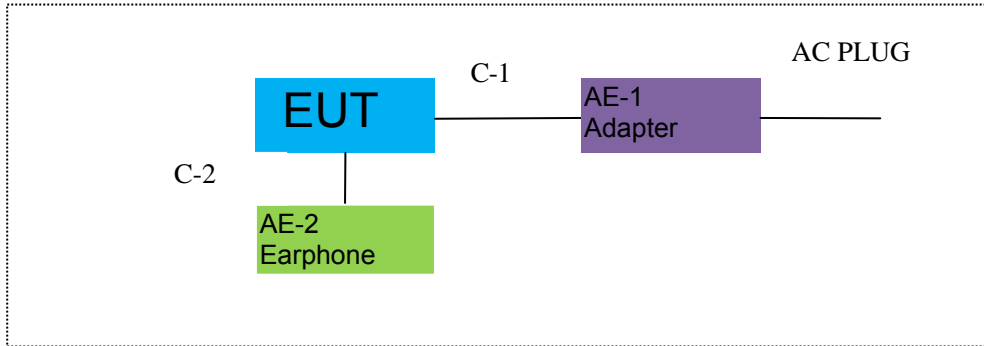 AC PLUG
C-1
EUT
AE-1
Adapter
C-2
AE-2
Earphone